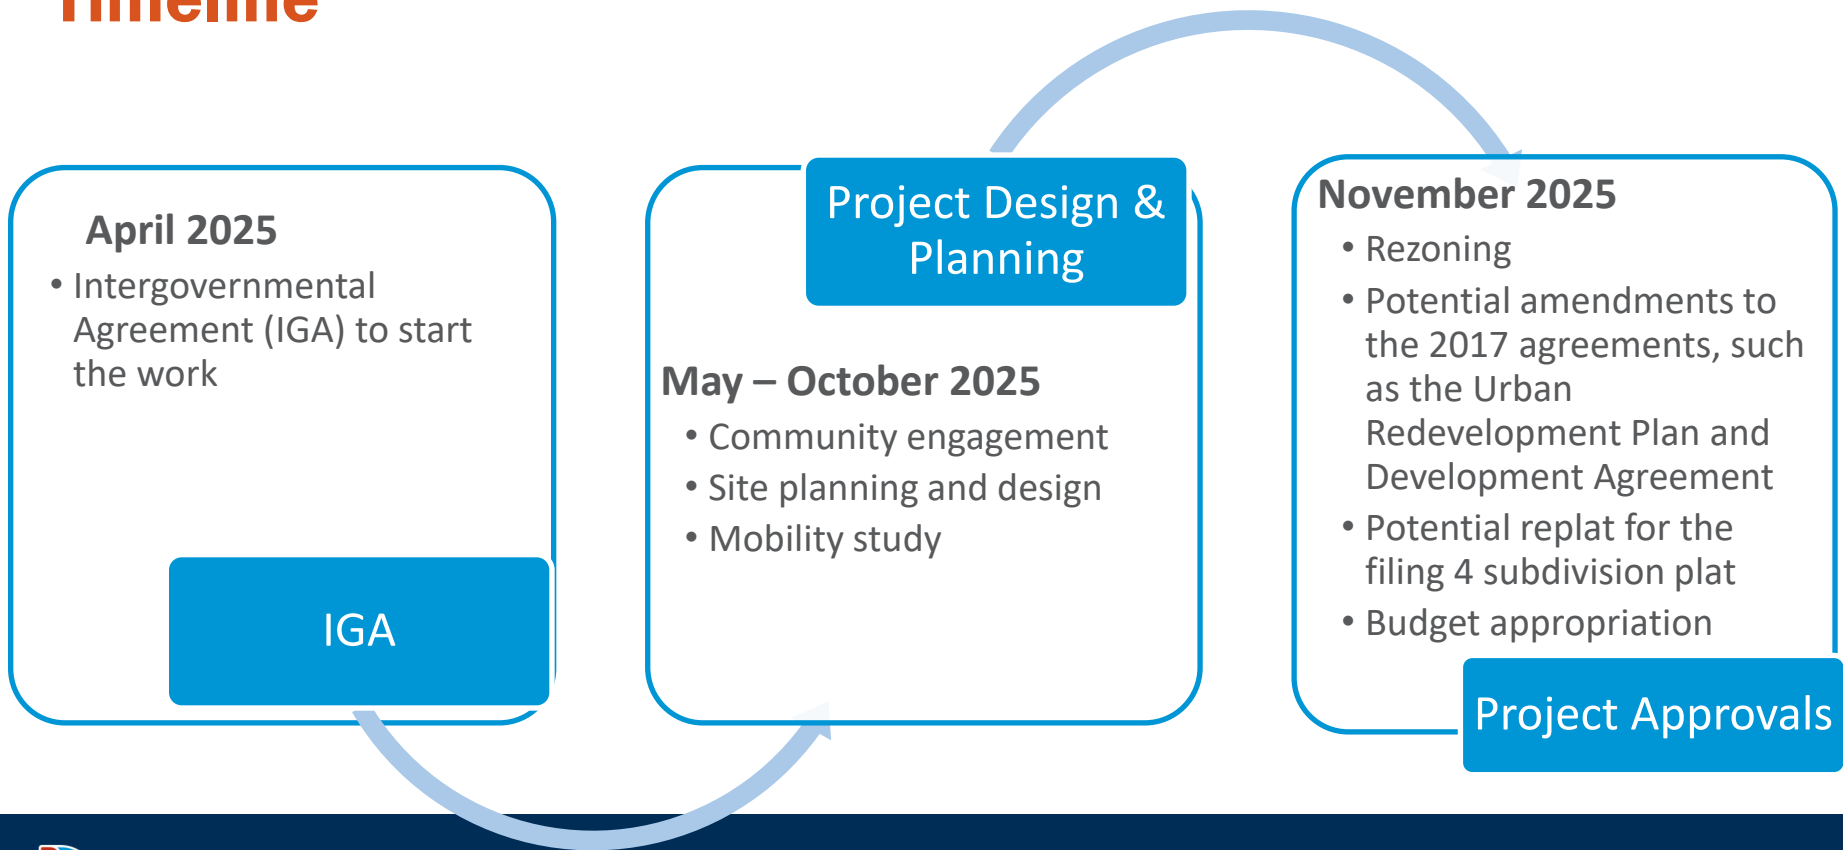 Timeline
April 2025
• Intergovernmental
Agreement (IGA) to start
the work
IGA
Project Design &
Planning
May – October 2025
• Community engagement
• Site planning and design
• Mobility study
November 2025
• Rezoning
• Potential amendments to
the 2017 agreements, such
as the Urban
Redevelopment Plan and
Development Agreement
• Potential replat for the
filing 4 subdivision plat
• Budget appropriation
Project Approvals